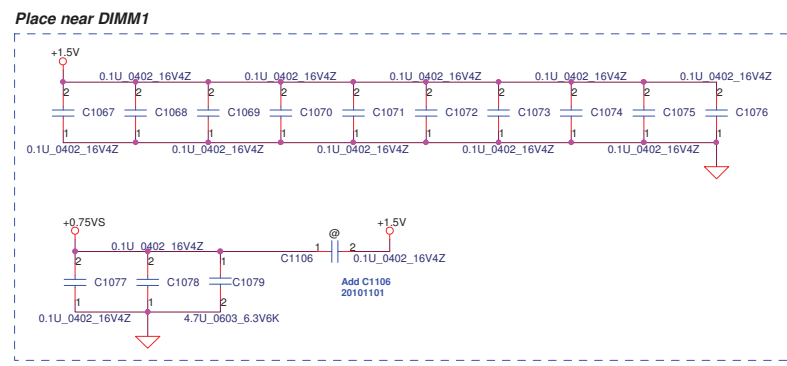 Place near DIMM1
+1.5V
0.1U_0402_16V4Z 0.1U_0402_16V4Z 0.1U_0402_16V4Z 0.1U_0402_16V4Z 0.1U_0402_16V4Z
2 2 2 2 2 2 2 2 2 2
C1067 C1068 C1069 C1070 C1071 C1072 C1073 C1074 C1075 C1076
1 1 1 1 1 1 1 1 1 1
0.1U_0402_16V4Z 0.1U_0402_16V4Z 0.1U_0402_16V4Z 0.1U_0402_16V4Z 0.1U_0402_16V4Z
+0.75VS +1.5V
@
0.1U_0402_16V4Z 1 2
C1106 0.1U_0402_16V4Z
2 2 1
C1077 C1078 C1079
Add C1106
20101101
1 1 2
0.1U_0402_16V4Z 4.7U_0603_6.3V6K